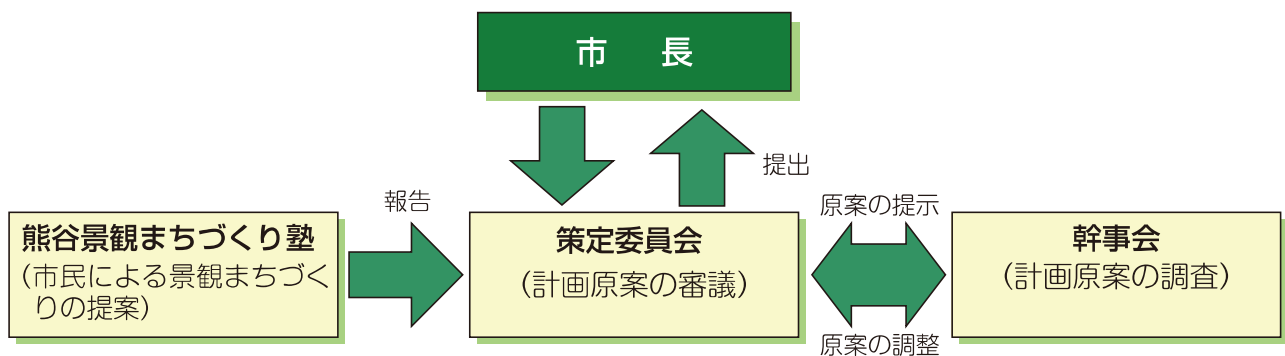 市　長
提出
報告
原案の提示
熊谷景観まちづくり塾
（市民による景観まちづく
りの提案）
策定委員会
（計画原案の審議）
幹事会
（計画原案の調査）
原案の調整